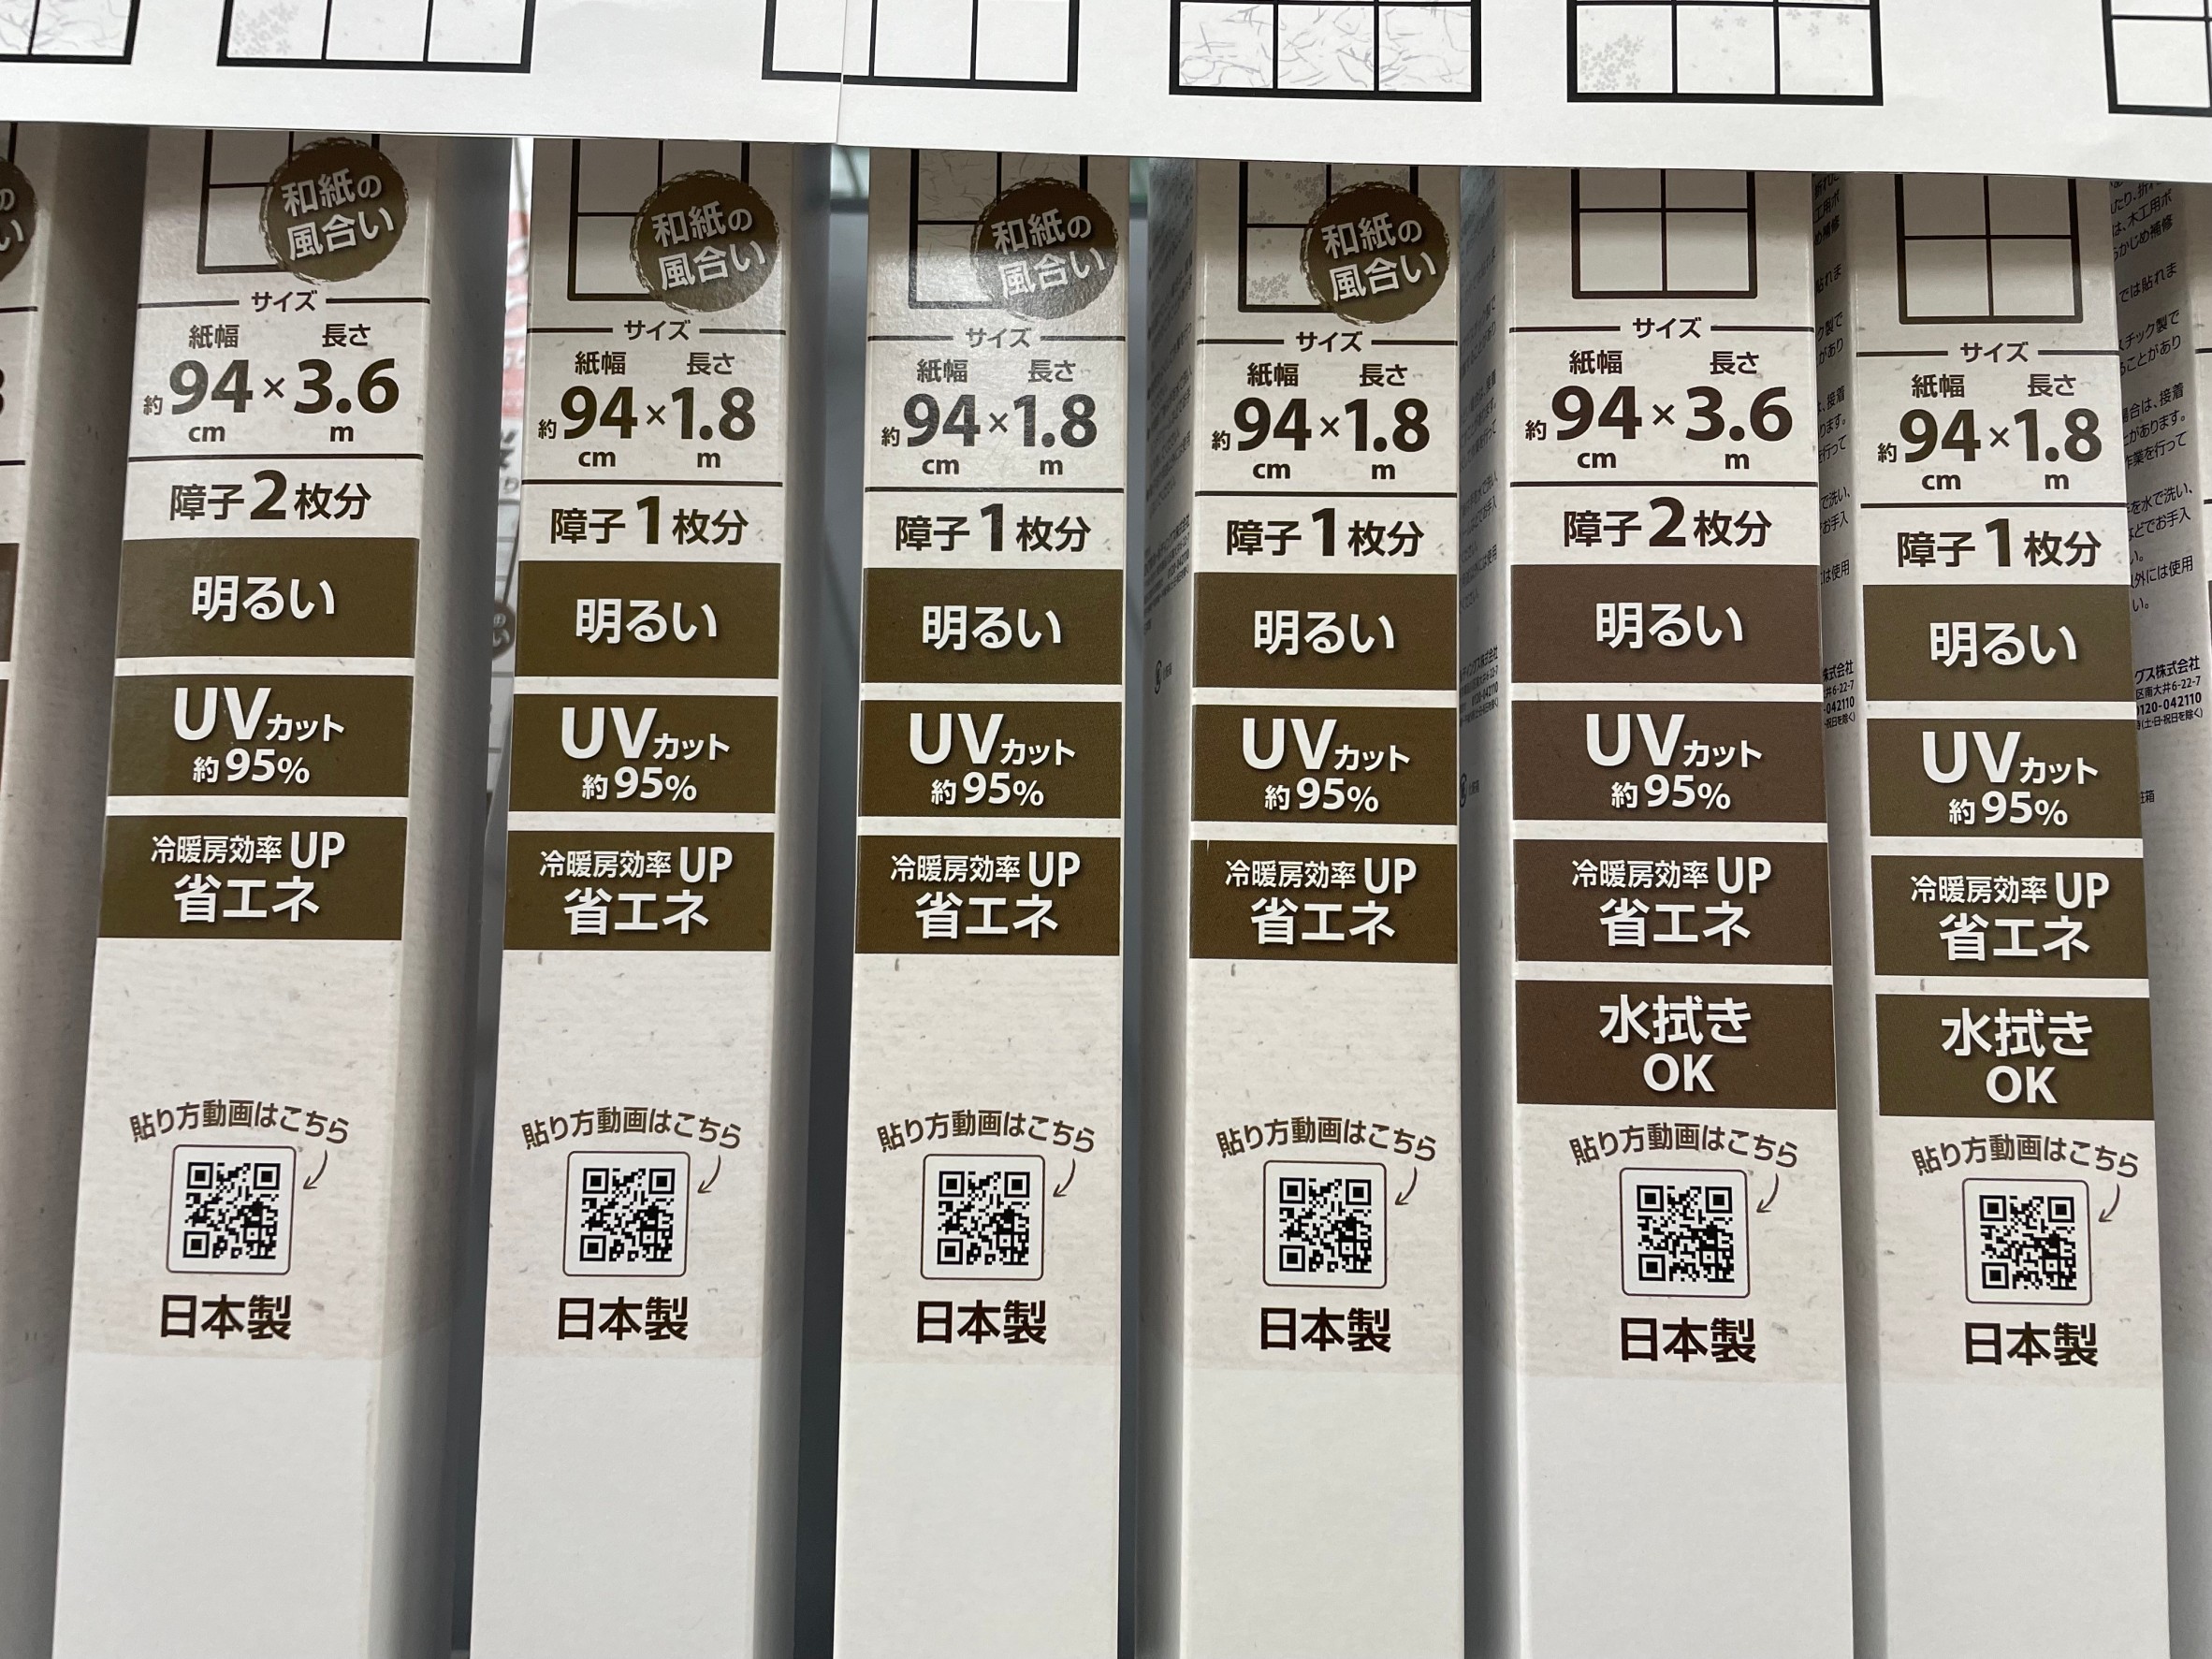 和紙の
風合い
サイズ
紙幅 長さ
約94×3.6
cm m
障子2枚分
明るい
UVカット
約95%
冷暖房効率UP
省エネ
貼り方動画はこちら
日本製
和紙の
風合い
サイズ
紙幅 長さ
約94×1.8
cm m
障子1枚分
明るい
UVカット
約95%
冷暖房効率UP
省エネ
貼り方動画はこちら
日本製
和紙の
風合い
サイズ
紙幅 長さ
約94×1.8
cm m
障子1枚分
明るい
UVカット
約95%
冷暖房効率UP
省エネ
貼り方動画はこちら
日本製
和紙の
風合い
サイズ
紙幅 長さ
約94×1.8
cm m
障子1枚分
明るい
UVカット
約95%
冷暖房効率UP
省エネ
貼り方動画はこちら
日本製
サイズ
紙幅 長さ
約94×3.6
cm m
障子2枚分
明るい
UVカット
約95%
冷暖房効率UP
省エネ
水拭き
OK
貼り方動画はこちら
日本製
サイズ
紙幅 長さ
約94×1.8
cm m
障子1枚分
明るい
UVカット
約95%
冷暖房効率UP
省エネ
水拭き
OK
貼り方動画はこちら
日本製